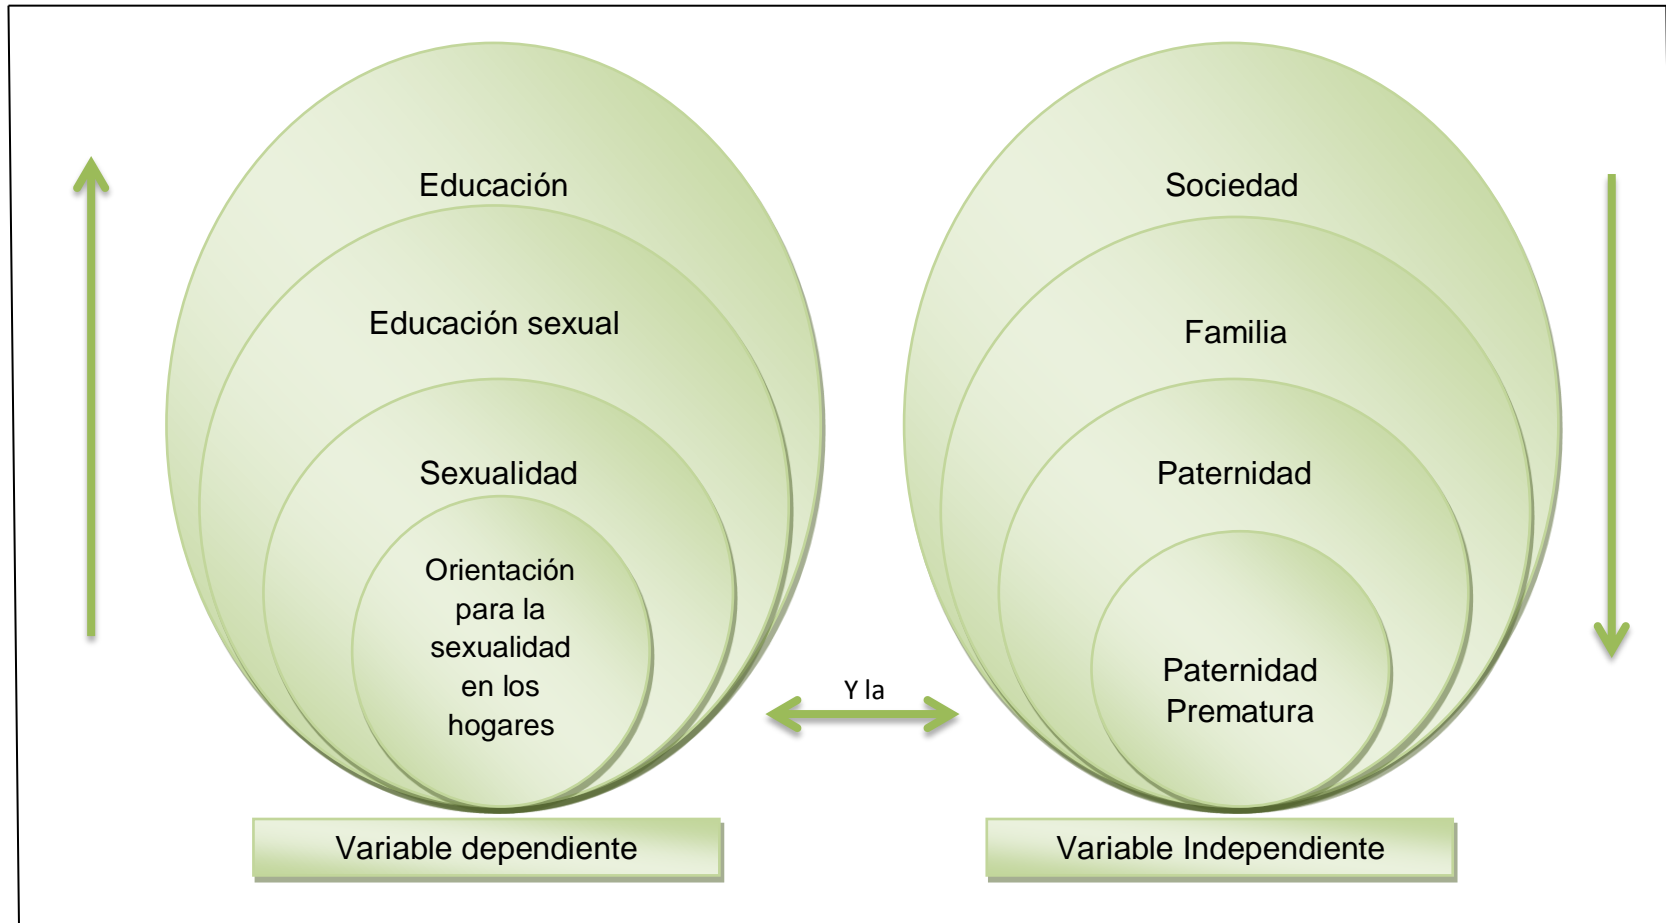 Educación
Educación sexual
Sexualidad
Orientación
para la
sexualidad
en los
hogares
Variable dependiente
Y la
Sociedad
Familia
Paternidad
Paternidad
Prematura
Variable Independiente